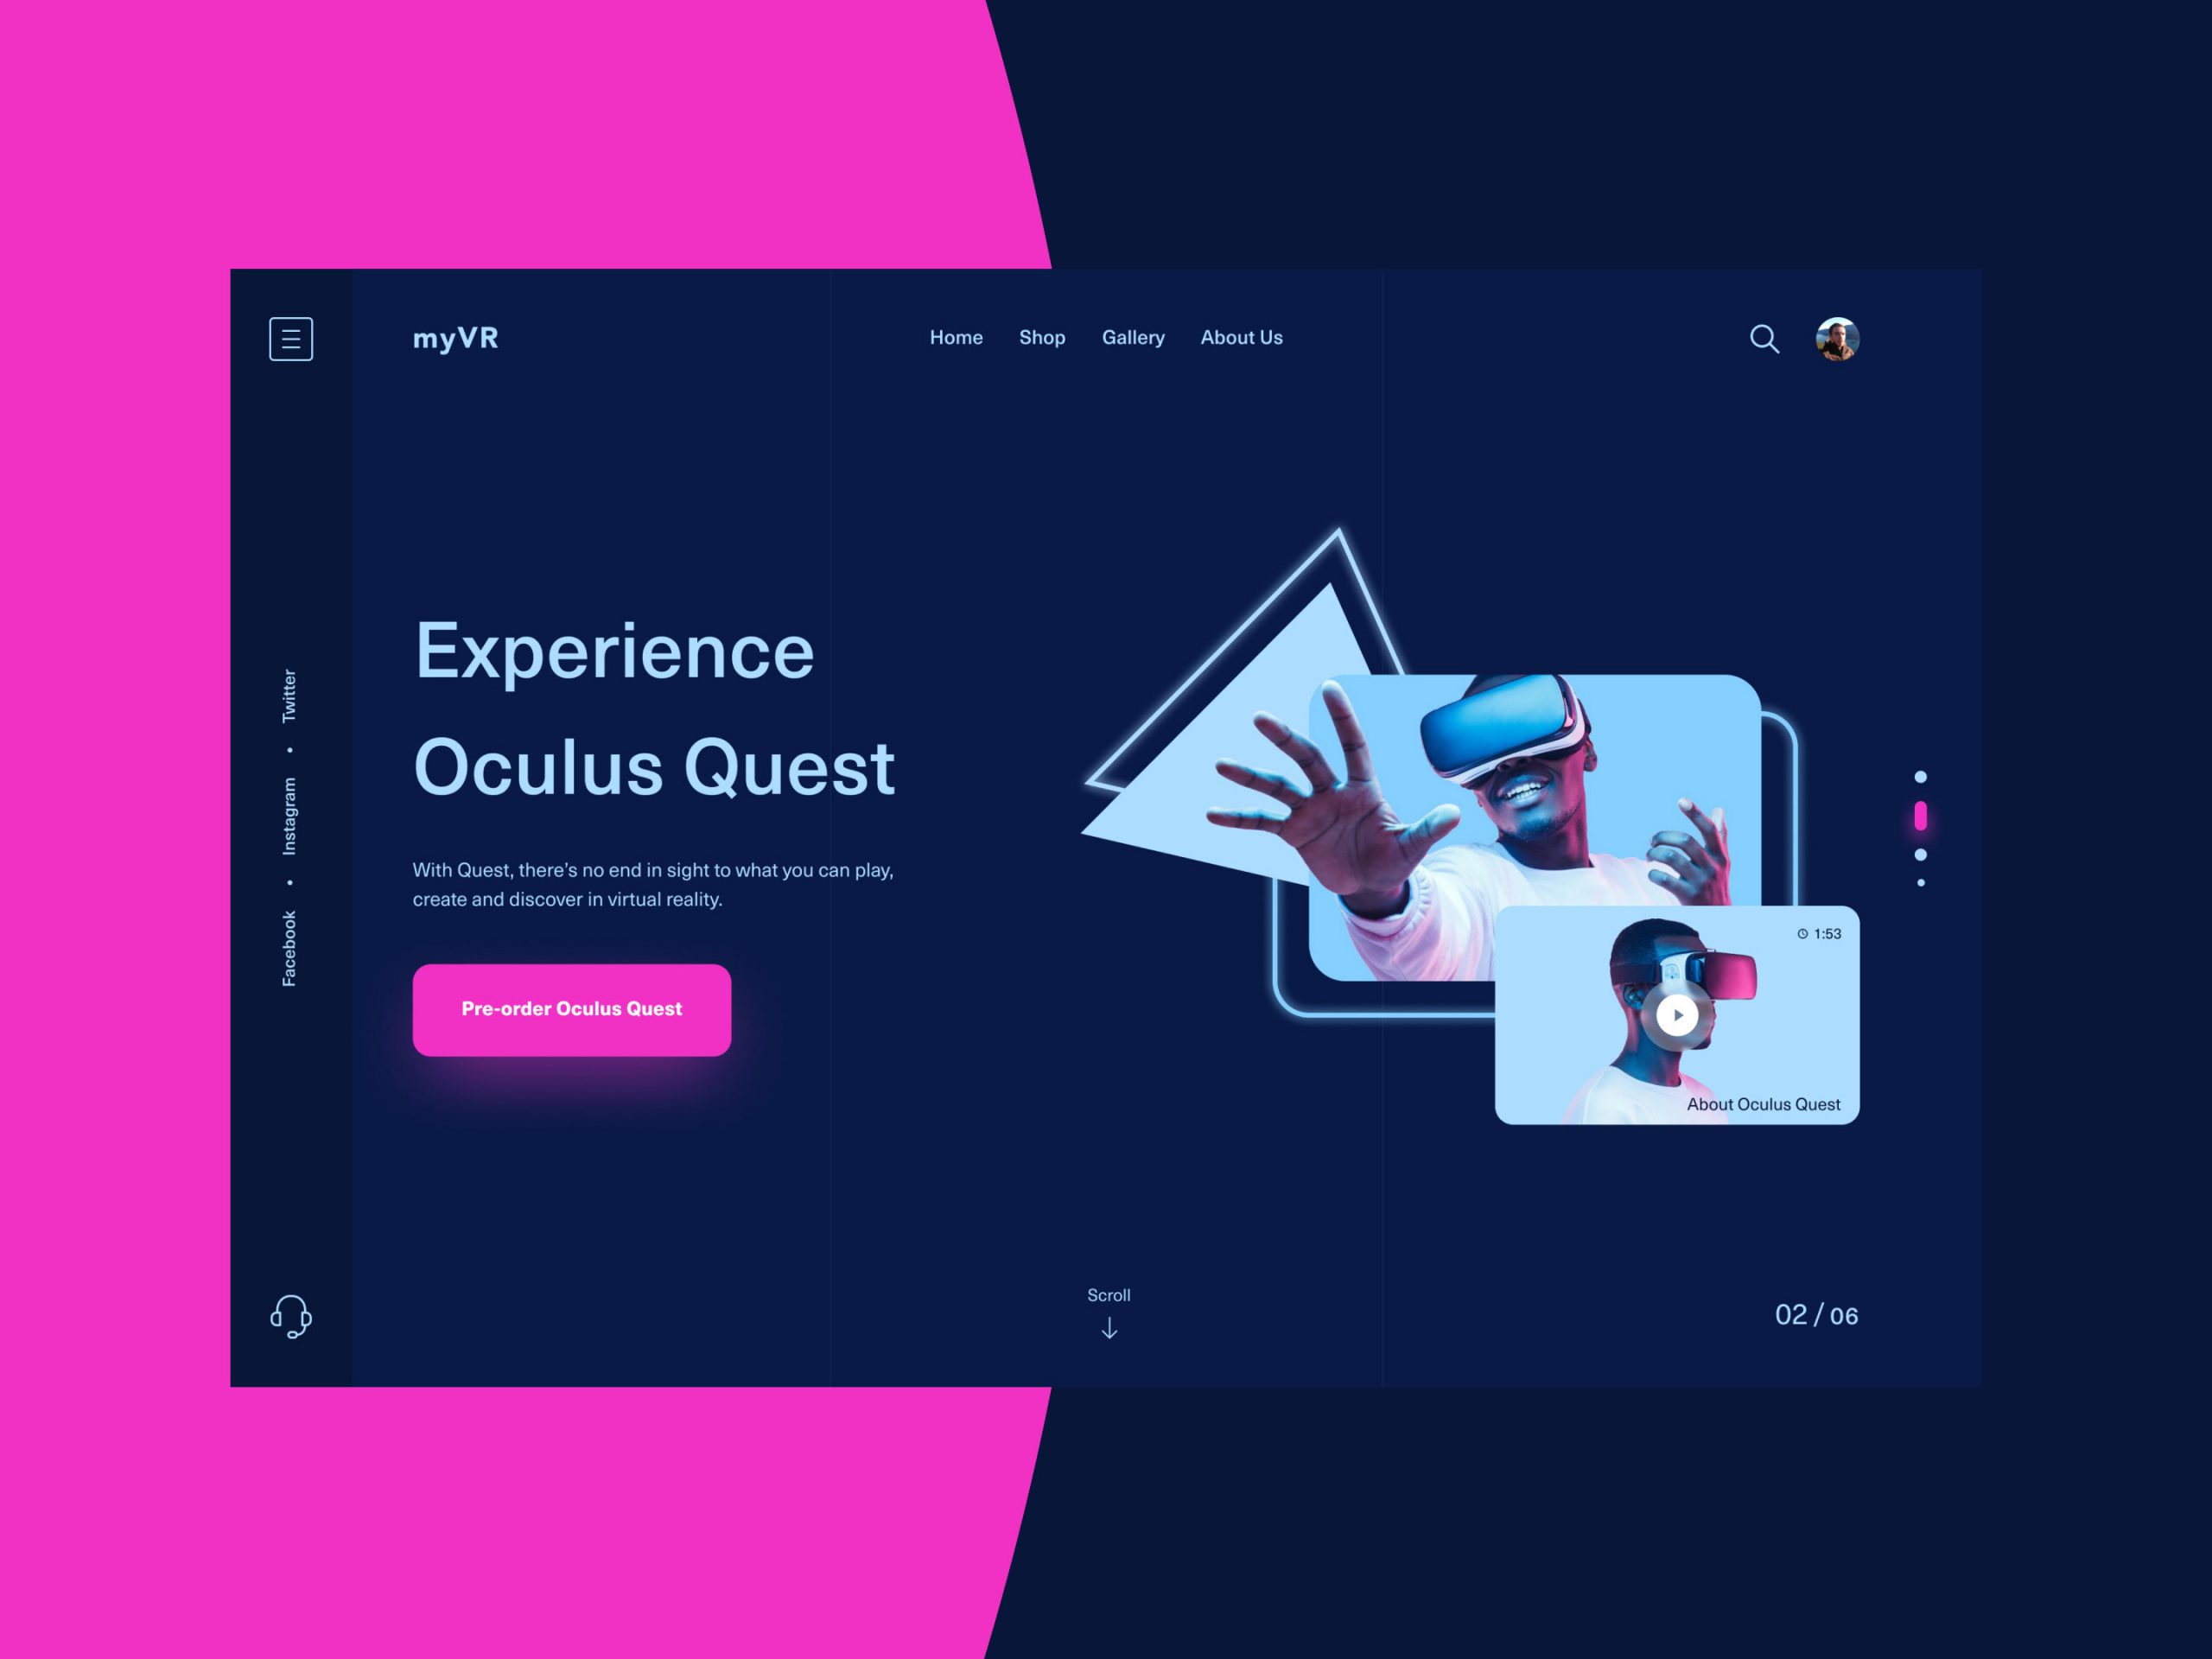 myVR
Home
Shop
Gallery
About Us
Twitter
Instagram
Facebook
Experience
Oculus Quest
With Quest, there’s no end in sight to what you can play,
create and discover in virtual reality.
Pre-order Oculus Quest
1:53
About Oculus Quest
Scroll
02 / 06